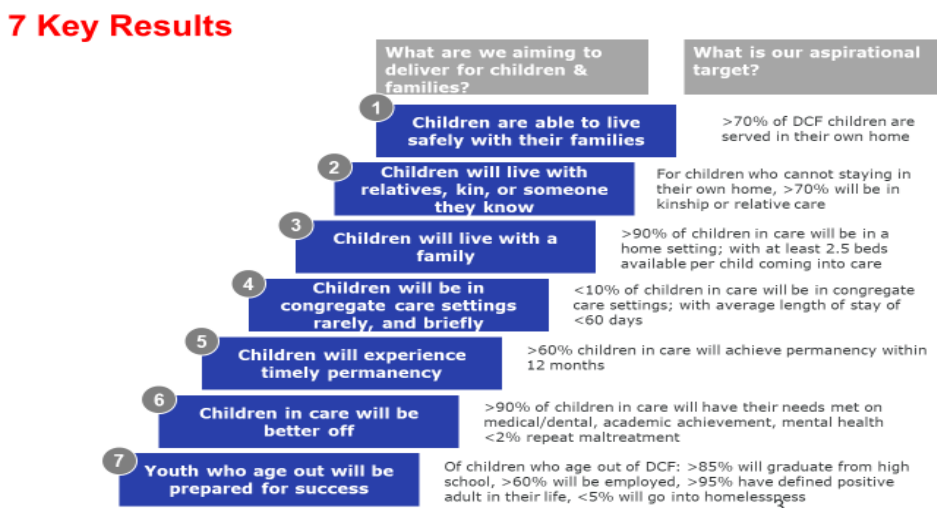 7 Key Results
What are we aiming to
deliver for children &
families?
What is our aspirational
target?
1
Children are able to live
safely with their families
>70% of DCF children are
served in their own home
2
Children will live with
relatives, kin, or someone
they know
For children who cannot staying in
their own home, >70% will be in
kinship or relative care
3
Children will live with a
family
>90% of children in care will be in a
home setting; with at least 2.5 beds
available per child coming into care
4
Children will be in
congregate care settings
rarely, and briefly
<10% of children in care will be in congregate
care settings; with average length of stay of
<60 days
5
Children will experience
timely permanency
>60% children in care will achieve permanency within
12 months
6
Children in care will be
better off
>90% of children in care will have their needs met on
medical/dental, academic achievement, mental health
<2% repeat maltreatment
7
Youth who age out will be
prepared for success
Of children who age out of DCF: >85% will graduate from high
school, >60% will be employed, >95% have defined positive
adult in their life, <5% will go into homelessness
3